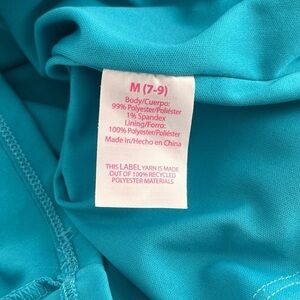 M (7-9)
Body/Cuerpo:
99% Polyester/Poliéster
1% Spandex
Lining/Forro:
100% Polyester/Poliéster
Made in/Hecho en China
THIS LABEL YARN IS MADE
OUT OF 100% RECYCLED
POLYESTER MATERIALS